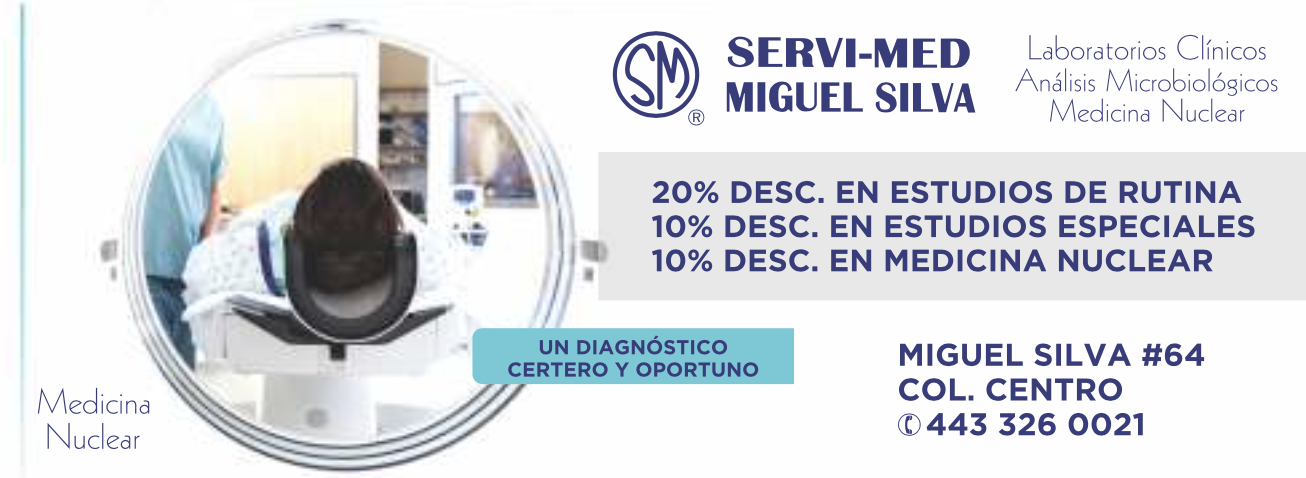 SM
®
SERVI-MED
MIGUEL SILVA
Laboratorios Clínicos
Análisis Microbiológicos
Medicina Nuclear
20% DESC. EN ESTUDIOS DE RUTINA
10% DESC. EN ESTUDIOS ESPECIALES
10% DESC. EN MEDICINA NUCLEAR
UN DIAGNÓSTICO
CERTERO Y OPORTUNO
Medicina
Nuclear
MIGUEL SILVA #64
COL. CENTRO
✆ 443 326 0021